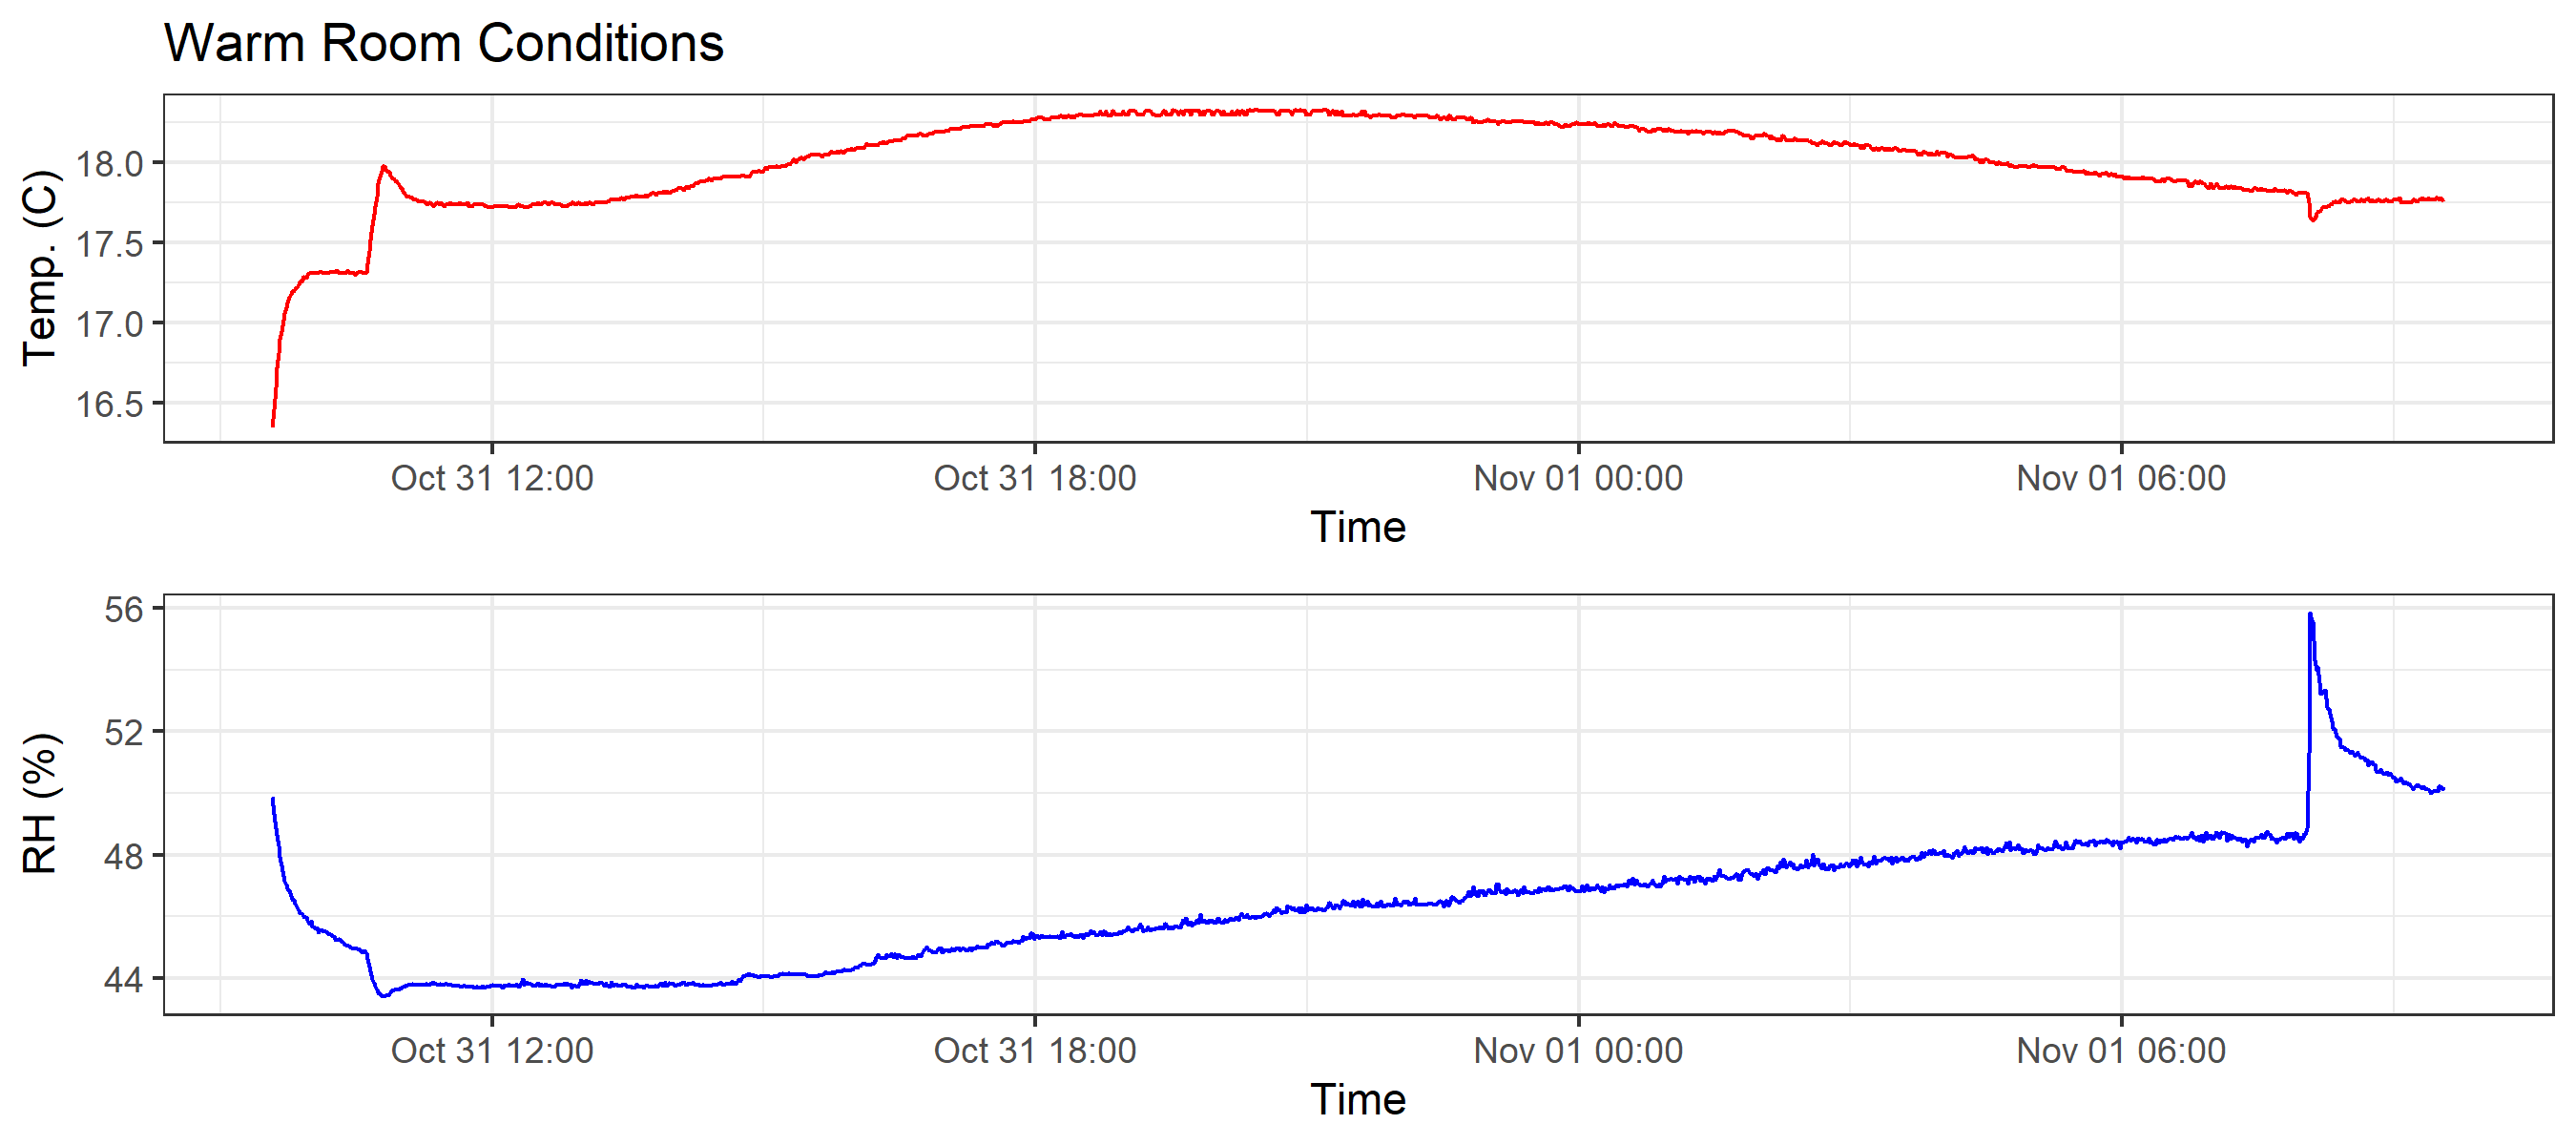 Warm Room Conditions
Temp. (C)
18.0
17.5
17.0
16.5
Oct 31 12:00 Oct 31 18:00 Nov 01 00:00 Nov 01 06:00
Time
RH (%)
56
52
48
44
Oct 31 12:00 Oct 31 18:00 Nov 01 00:00 Nov 01 06:00
Time